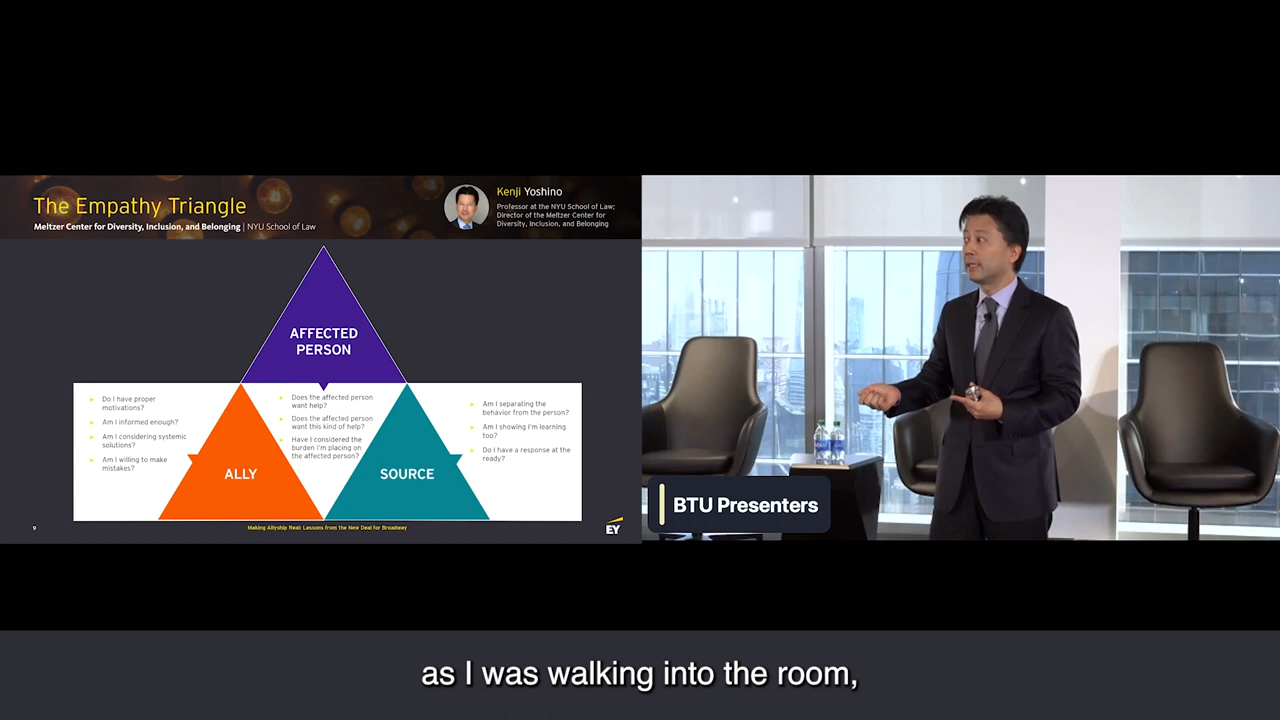 The Empathy Triangle
Meltzer Center for Diversity, Inclusion, and Belonging | NYU School of Law
Kenji Yoshino
Professor at the NYU School of Law;
Director of the Meltzer Center for
Diversity, Inclusion, and Belonging
AFFECTED
PERSON
Do I have proper
motivations?
Am I informed enough?
Am I considering systemic
solutions?
Am I willing to make
mistakes?
Does the affected person
want help?
Does the affected person
want this kind of help?
Have I considered the
burden I'm placing on
the affected person?
Am I separating the
behavior from the person?
Am I showing I'm learning
too?
Do I have a response at the
ready?
ALLY
SOURCE
9
Making Allyship Real: Lessons from the New Deal for Broadway
EY
BTU Presenters
as I was walking into the room,